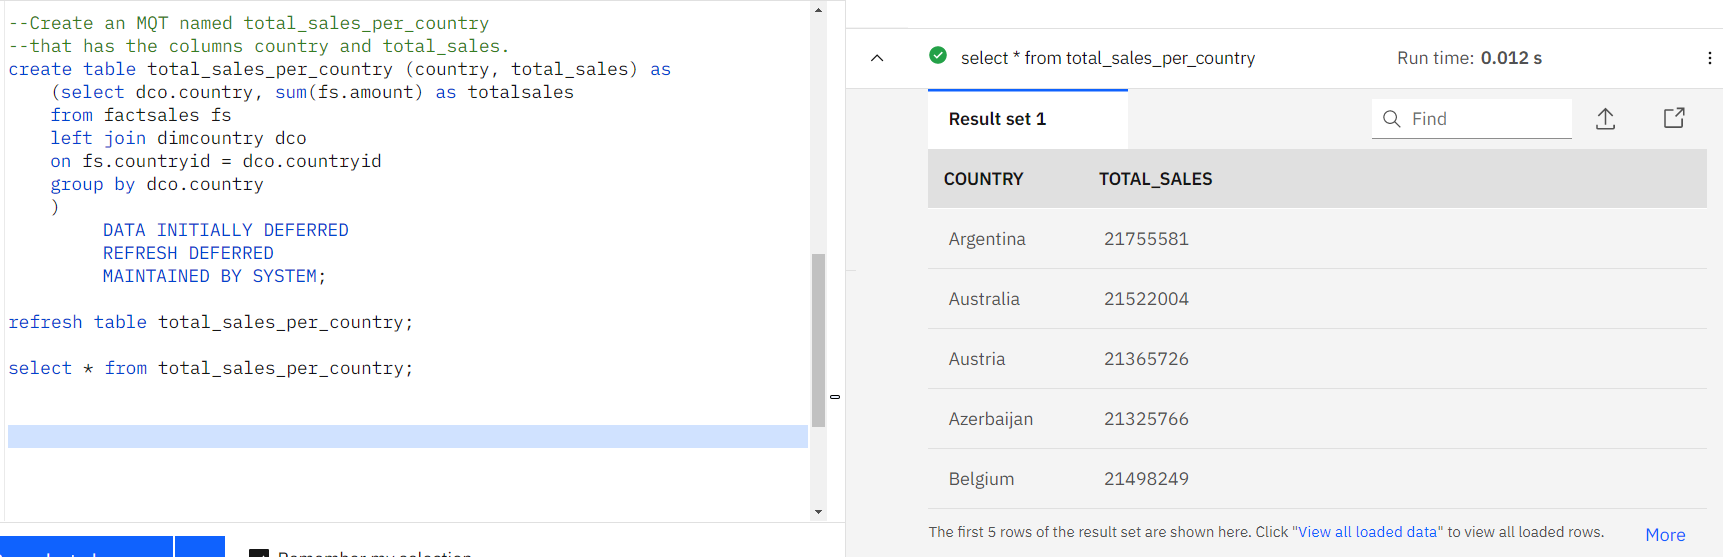 --Create an MQT named total_sales_per_country
--that has the columns country and total_sales.
create table total_sales_per_country (country, total_sales) as
(select dco.country, sum(fs.amount) as totalsales
from factsales fs
left join dimcountry dco
on fs.countryid = dco.countryid
group by dco.country
)
DATA INITIALLY DEFERRED
REFRESH DEFERRED
MAINTAINED BY SYSTEM;
refresh table total_sales_per_country;
select * from total_sales_per_country;
Remember my selection
select * from total_sales_per_country Run time: 0.012 s
Result set 1 Find
COUNTRY TOTAL_SALES
Argentina 21755581
Australia 21522004
Austria 21365726
Azerbaijan 21325766
Belgium 21498249
The first 5 rows of the result set are shown here. Click "View all loaded data" to view all loaded rows. More